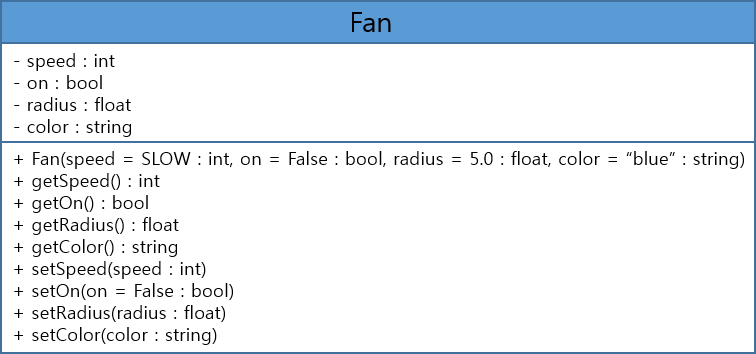 Fan
- speed : int
- on : bool
- radius : float
- color : string
+ Fan(speed = SLOW : int, on = False : bool, radius = 5.0 : float, color = “blue” : string)
+ getSpeed() : int
+ getOn() : bool
+ getRadius() : float
+ getColor() : string
+ setSpeed(speed : int)
+ setOn(on = False : bool)
+ setRadius(radius : float)
+ setColor(color : string)